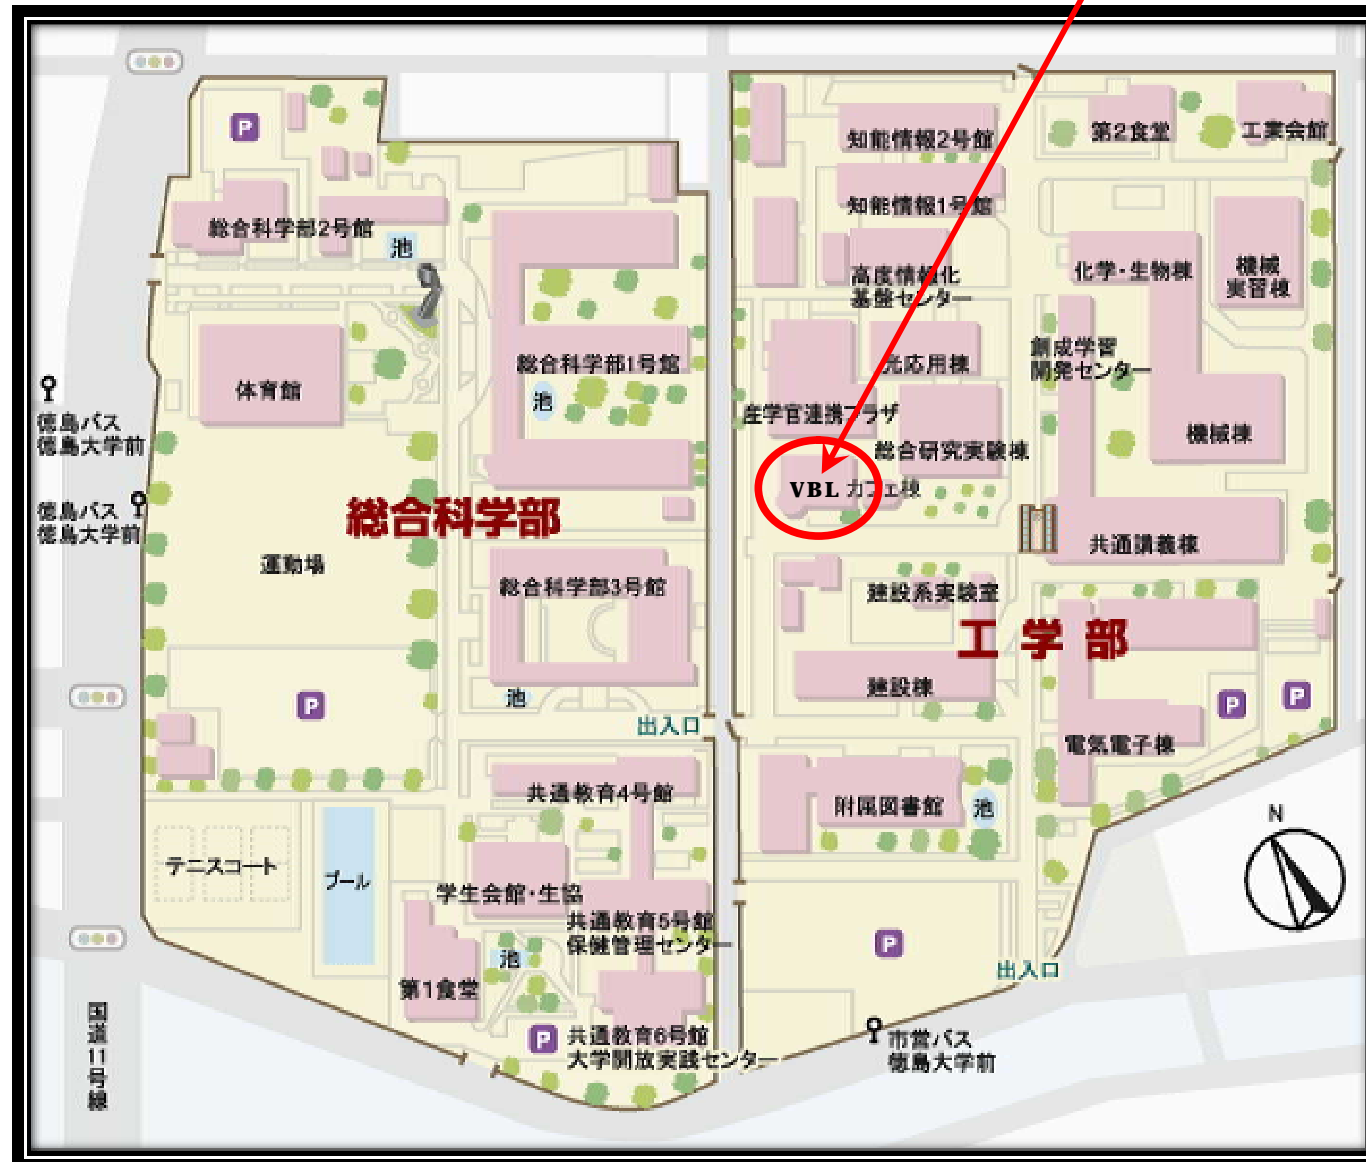 P
総合科学部2号館
池
体育館
総合科学部1号館
池
徳島バス
徳島大学前
徳島バス
徳島大学前
総合科学部
運動場
総合科学部3号館
池
P
出入口
共通教育4号館
テニスコート
プール
学生会館・生協
共通教育5号館
保健管理センター
池
第1食堂
P
共通教育6号館
大学開放実践センター
国道11号線
知能情報2号館
第2食堂
工業会館
知能情報1号館
高度情報化
基盤センター
化学・生物棟
機械
実習棟
光応用棟
創成学習
開発センター
産学官連携プラザ
総合研究実験棟
機械棟
VBL カフェ棟
共通講義棟
建設系実験室
工学部
建設棟
P
P
電気電子棟
附属図書館
池
N
P
出入口
市営バス
徳島大学前